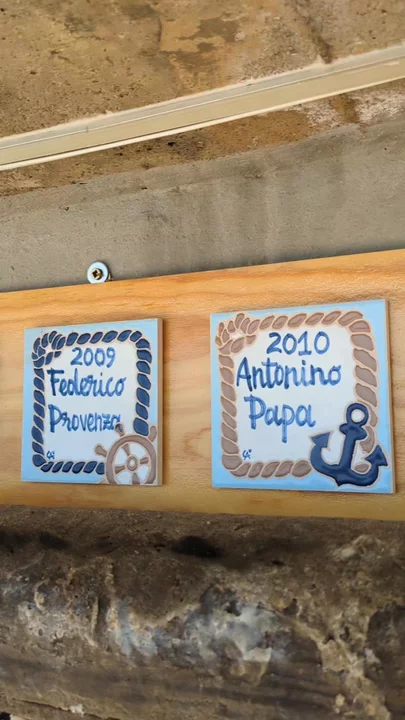 2009
Federico
Provenza
2010
Antonino
Papa